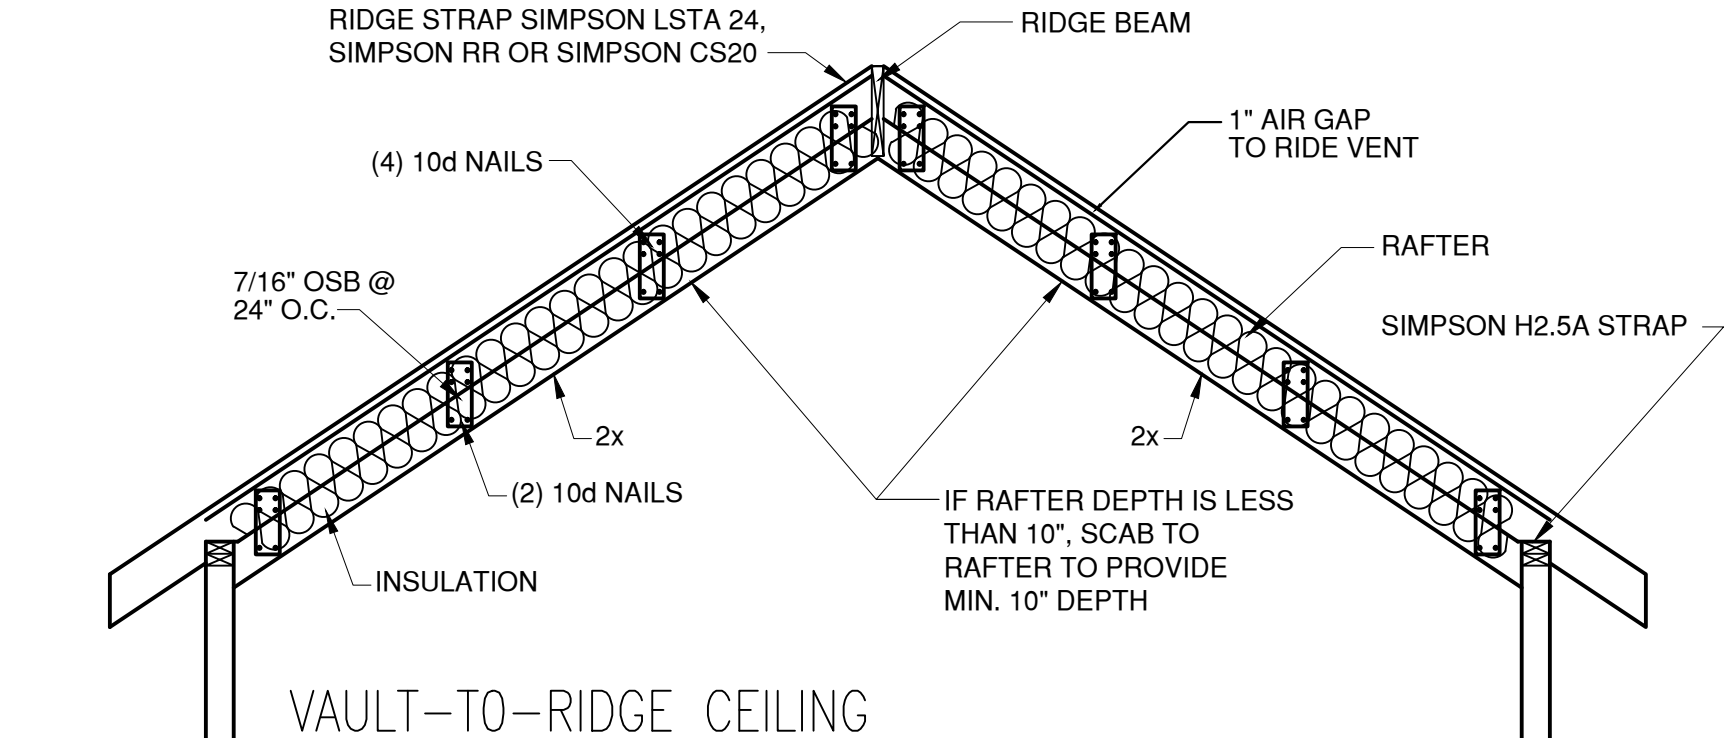 RIDGE STRAP SIMPSON LSTA 24,
SIMPSON RR OR SIMPSON CS20
RIDGE BEAM
1" AIR GAP
TO RIDE VENT
(4) 10d NAILS
RAFTER
7/16" OSB @
24" O.C.
SIMPSON H2.5A STRAP
2x
2x
(2) 10d NAILS
IF RAFTER DEPTH IS LESS
THAN 10", SCAB TO
RAFTER TO PROVIDE
MIN. 10" DEPTH
INSULATION
VAULT-TO-RIDGE CEILING